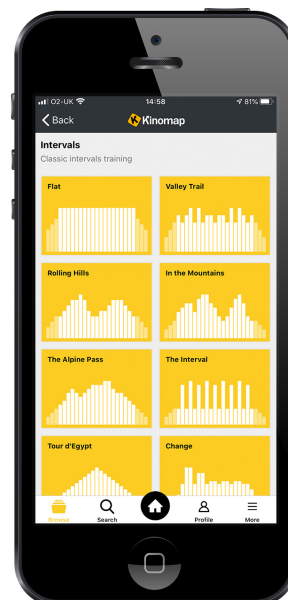 O2-UK 14:58 81%
Back Kinomap
Intervals
Classic intervals training
Flat Valley Trail
Rolling Hills In the Mountains
The Alpine Pass The Interval
Tour d'Egypt Change
Browse Search Profile More